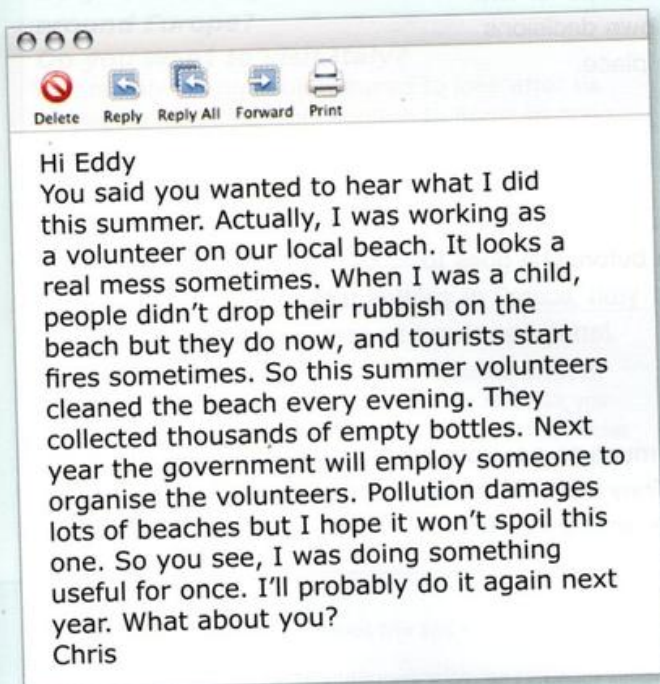 Delete Reply Reply All Forward Print
Hi Eddy
You said you wanted to hear what I did
this summer. Actually, I was working as
a volunteer on our local beach. It looks a
real mess sometimes. When I was a child,
people didn't drop their rubbish on the
beach but they do now, and tourists start
fires sometimes. So this summer volunteers
cleaned the beach every evening. They
collected thousands of empty bottles. Next
year the government will employ someone to
organise the volunteers. Pollution damages
lots of beaches but I hope it won't spoil this
one. So you see, I was doing something
useful for once. I'll probably do it again next
year. What about you?
Chris